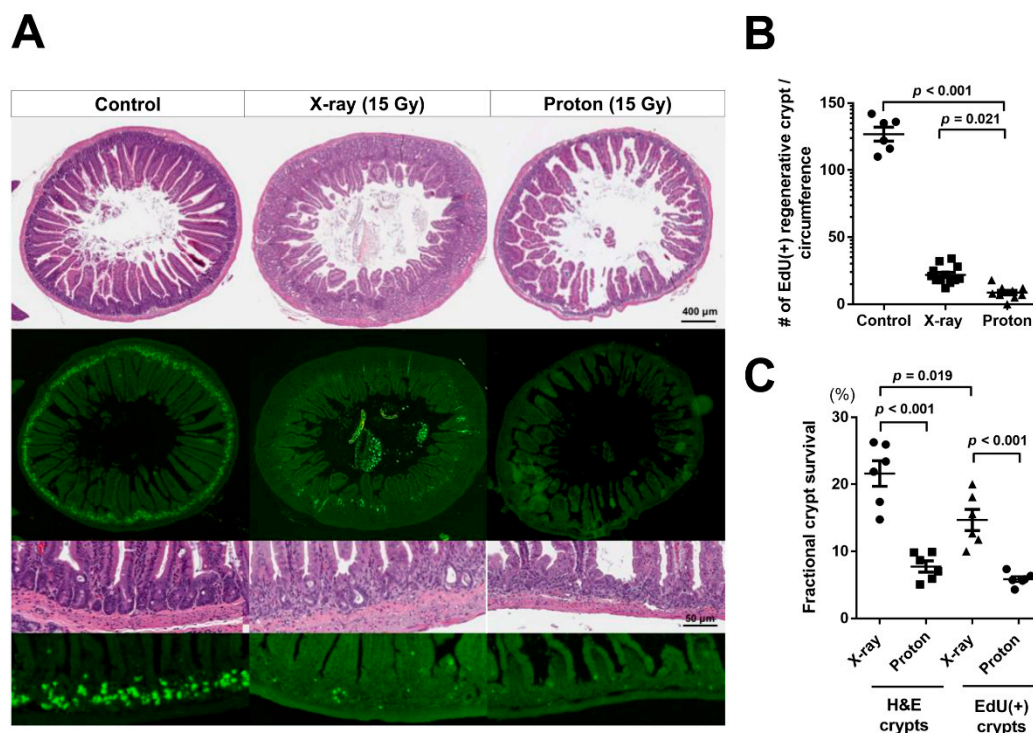 A
Control
X-ray (15 Gy)
Proton (15 Gy)
400 µm
50 µm
B
# of EdU(+) regenerative crypt /
circumference
150
100
50
0
p < 0.001
p = 0.021
Control
X-ray
Proton
C
(%)
Fractional crypt survival
30
20
10
0
p = 0.019
p < 0.001
p < 0.001
X-ray
Proton
X-ray
Proton
H&E
crypts
EdU(+)
crypts